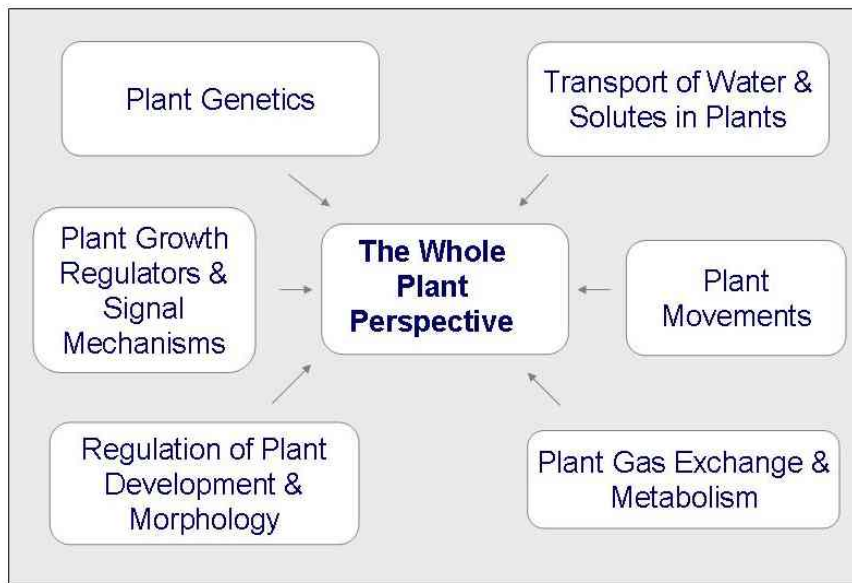 Plant Genetics
Transport of Water &
Solutes in Plants
Plant Growth
Regulators &
Signal
Mechanisms
The Whole
Plant
Perspective
Plant
Movements
Regulation of Plant
Development &
Morphology
Plant Gas Exchange &
Metabolism